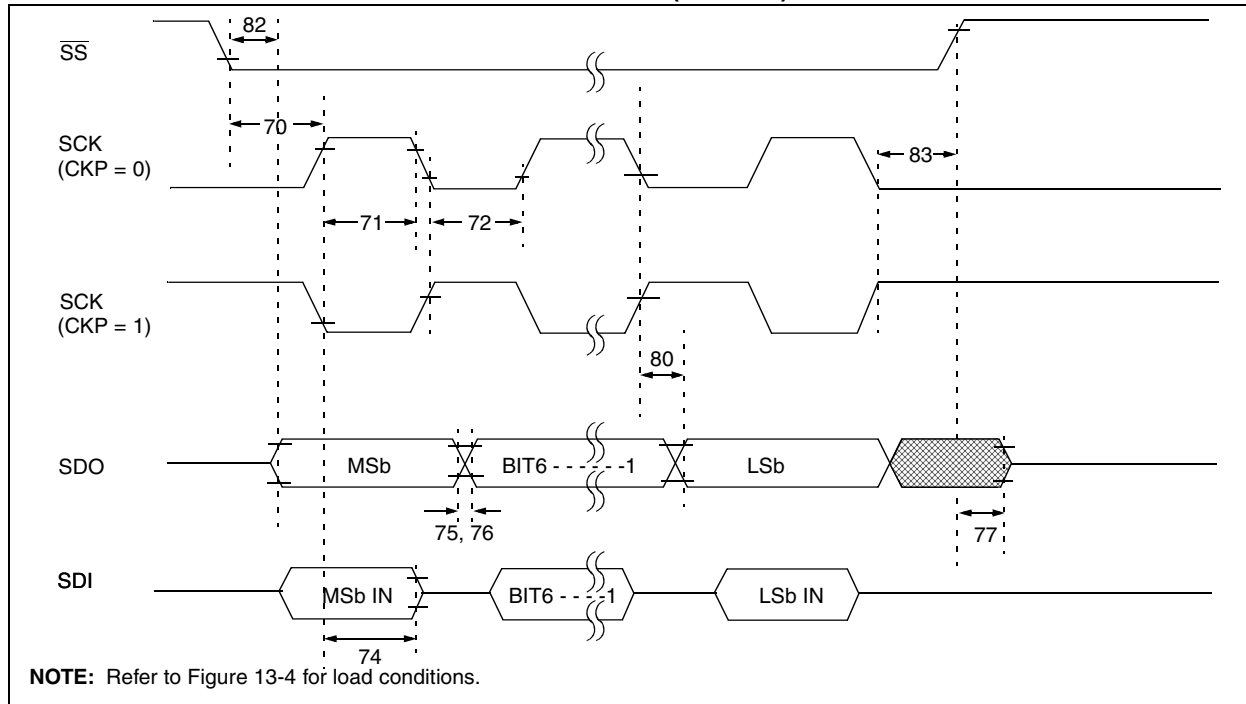 82
SS
70
SCK
(CKP = 0)
83
71
72
SCK
(CKP = 1)
80
SDO
MSb
BIT6 - - - - - -1
LSb
75, 76
77
SDI
MSb IN
BIT6 - - - -1
LSb IN
74
NOTE: Refer to Figure 13-4 for load conditions.